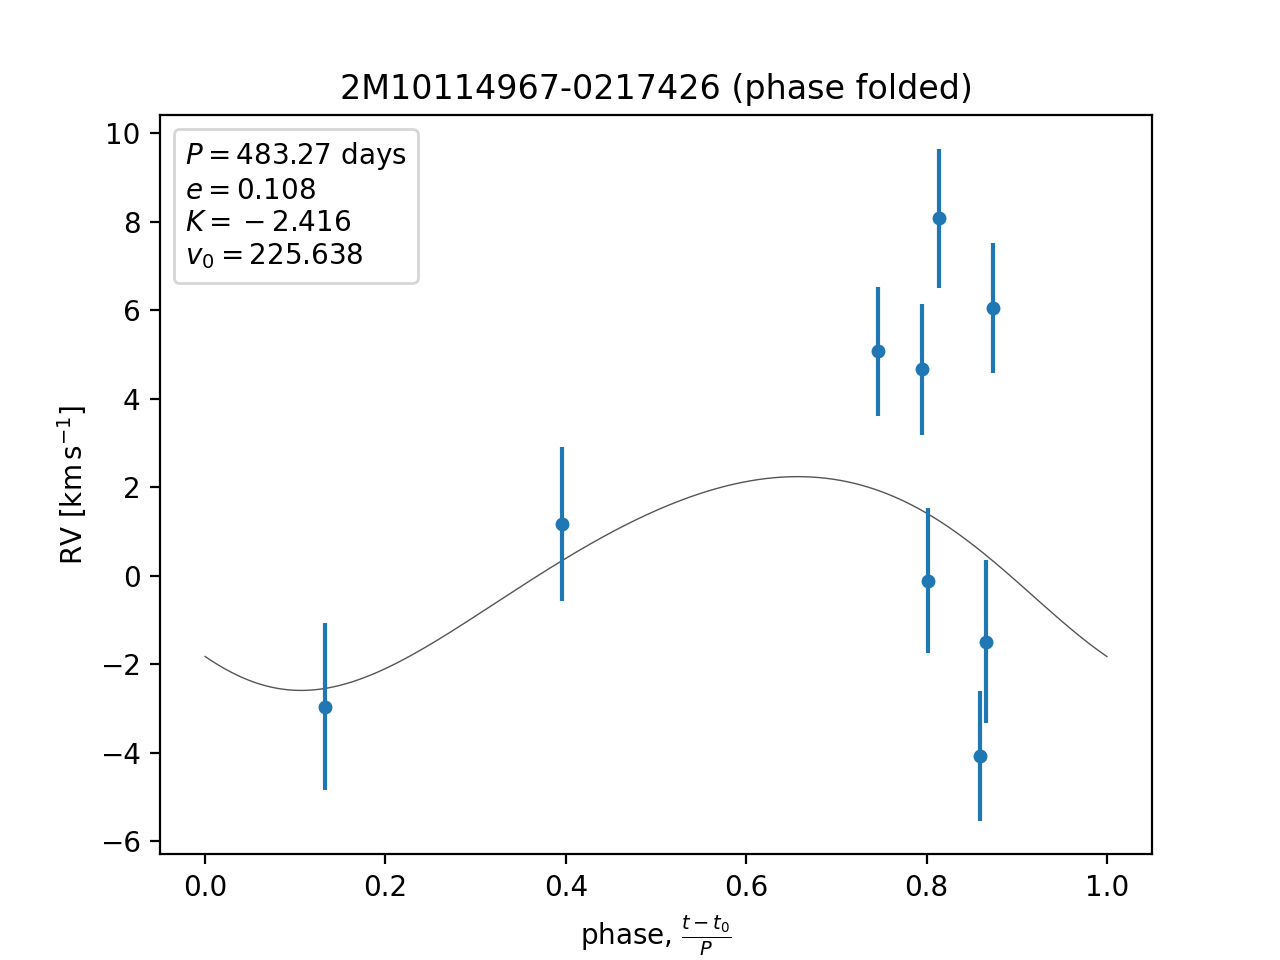 2M10114967-0217426 (phase folded)
P = 483.27 days
e = 0.108
K = −2.416
v₀ = 225.638
10
8
6
4
2
0
−2
−4
−6
RV [km s⁻¹]
0.0 0.2 0.4 0.6 0.8 1.0
phase, (t − t₀)/P